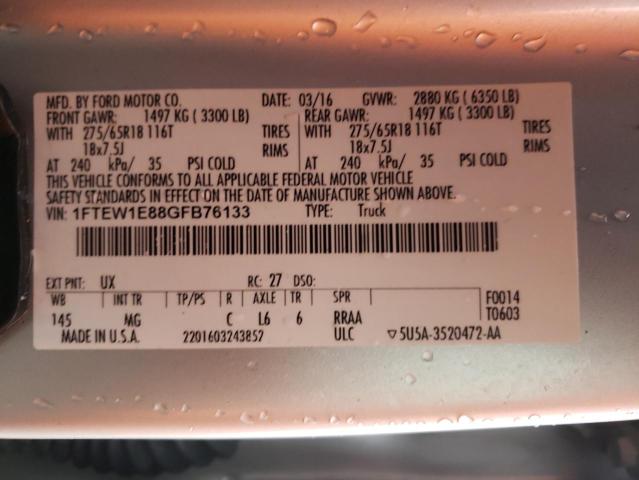 MFD. BY FORD MOTOR CO. DATE: 03/16 GVWR: 2880 KG ( 6350 LB)
FRONT GAWR: 1497 KG ( 3300 LB) REAR GAWR: 1497 KG ( 3300 LB)
WITH 275/65R18 116T TIRES WITH 275/65R18 116T TIRES
18x7.5J RIMS 18x7.5J RIMS
AT 240 kPa/ 35 PSI COLD AT 240 kPa/ 35 PSI COLD
THIS VEHICLE CONFORMS TO ALL APPLICABLE FEDERAL MOTOR VEHICLE
SAFETY STANDARDS IN EFFECT ON THE DATE OF MANUFACTURE SHOWN ABOVE.
VIN: 1FTEW1E88GFB76133 TYPE: Truck
EXT PNT: UX RC: 27 DSO:
WB INT TR TP/PS R AXLE TR SPR F0014
145 MG C L6 6 RRAA T0603
MADE IN U.S.A. 2201603243852 ULC ▽5U5A-3520472-AA